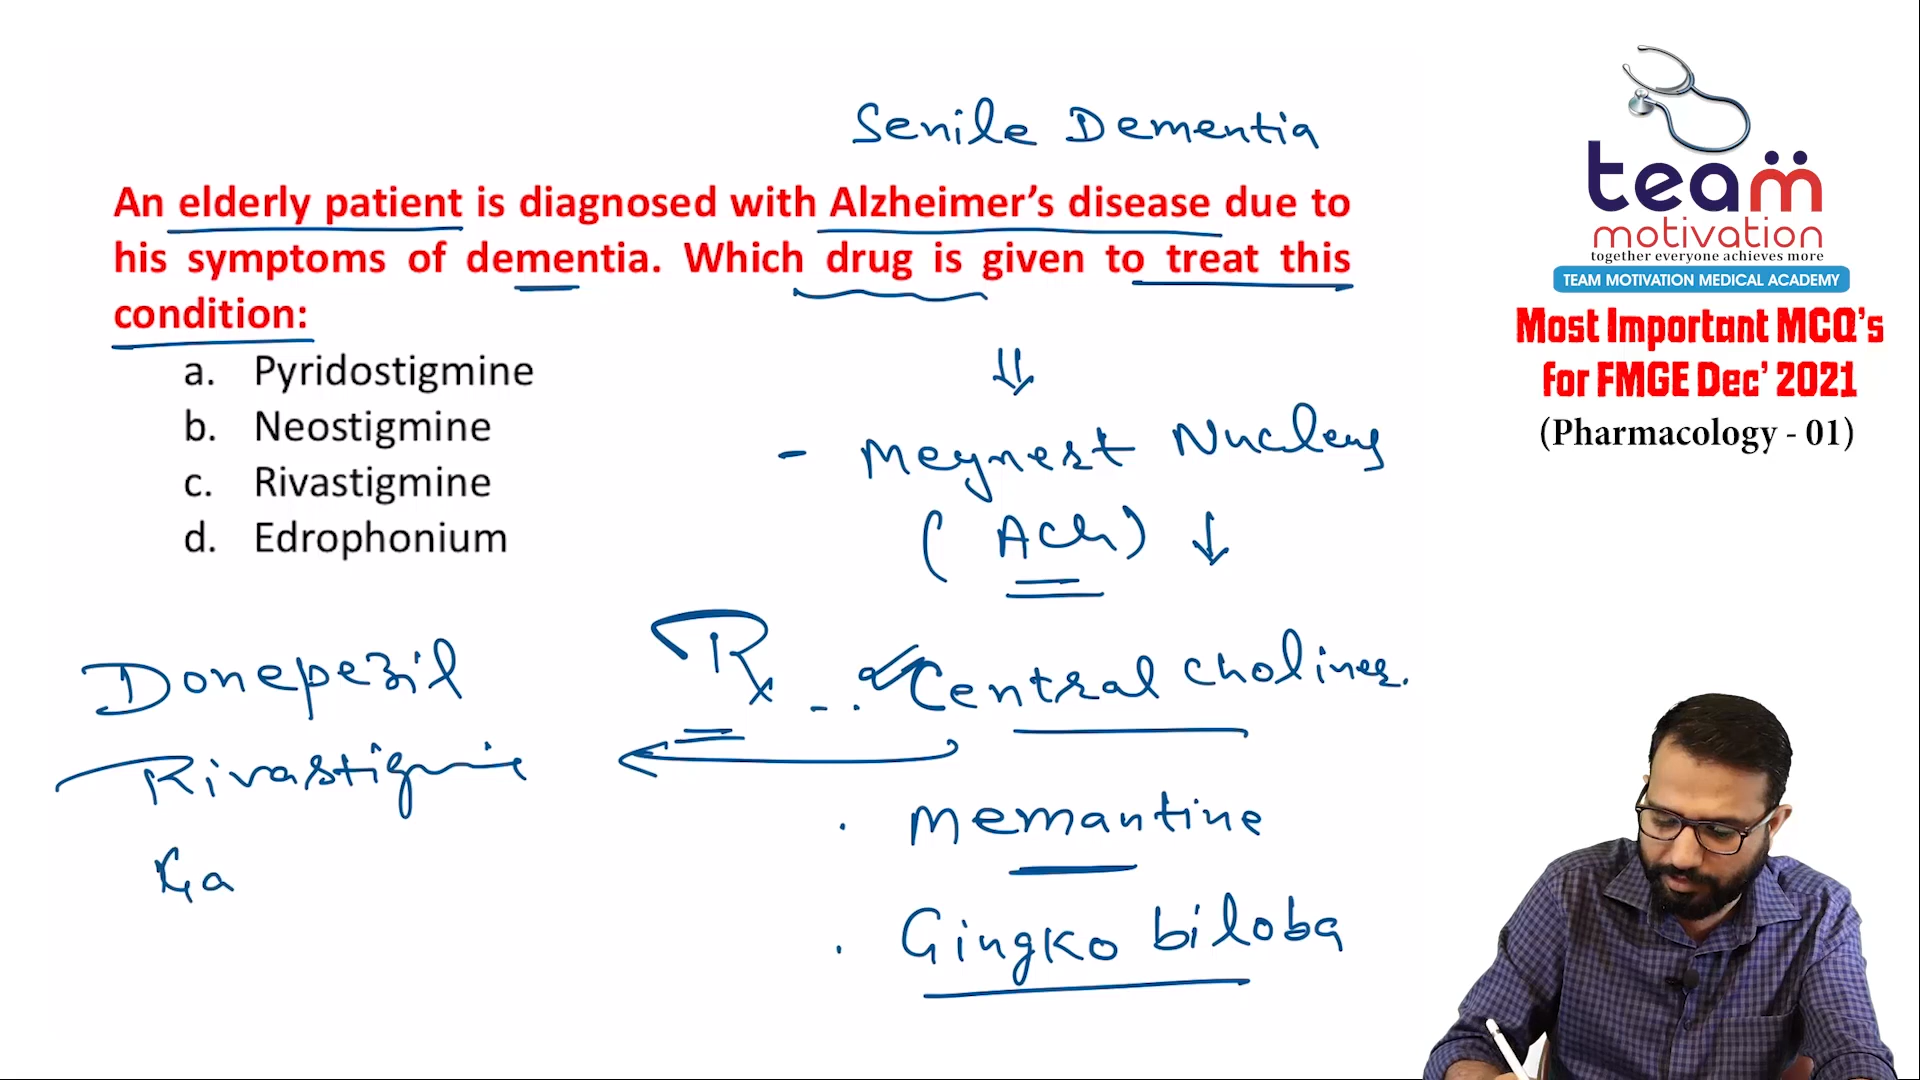 Senile Dementia
An elderly patient is diagnosed with Alzheimer's disease due to
his symptoms of dementia. Which drug is given to treat this
condition:
a. Pyridostigmine
b. Neostigmine
c. Rivastigmine
d. Edrophonium
- Meynert Nucleus
(ACh) ↓
Rx - . Central choliner.
. Memantine
. Gingko biloba
Donepezil
Rivastigmine
Ga
team
motivation
together everyone achieves more
TEAM MOTIVATION MEDICAL ACADEMY
Most Important MCQ's
for FMGE Dec' 2021
(Pharmacology - 01)